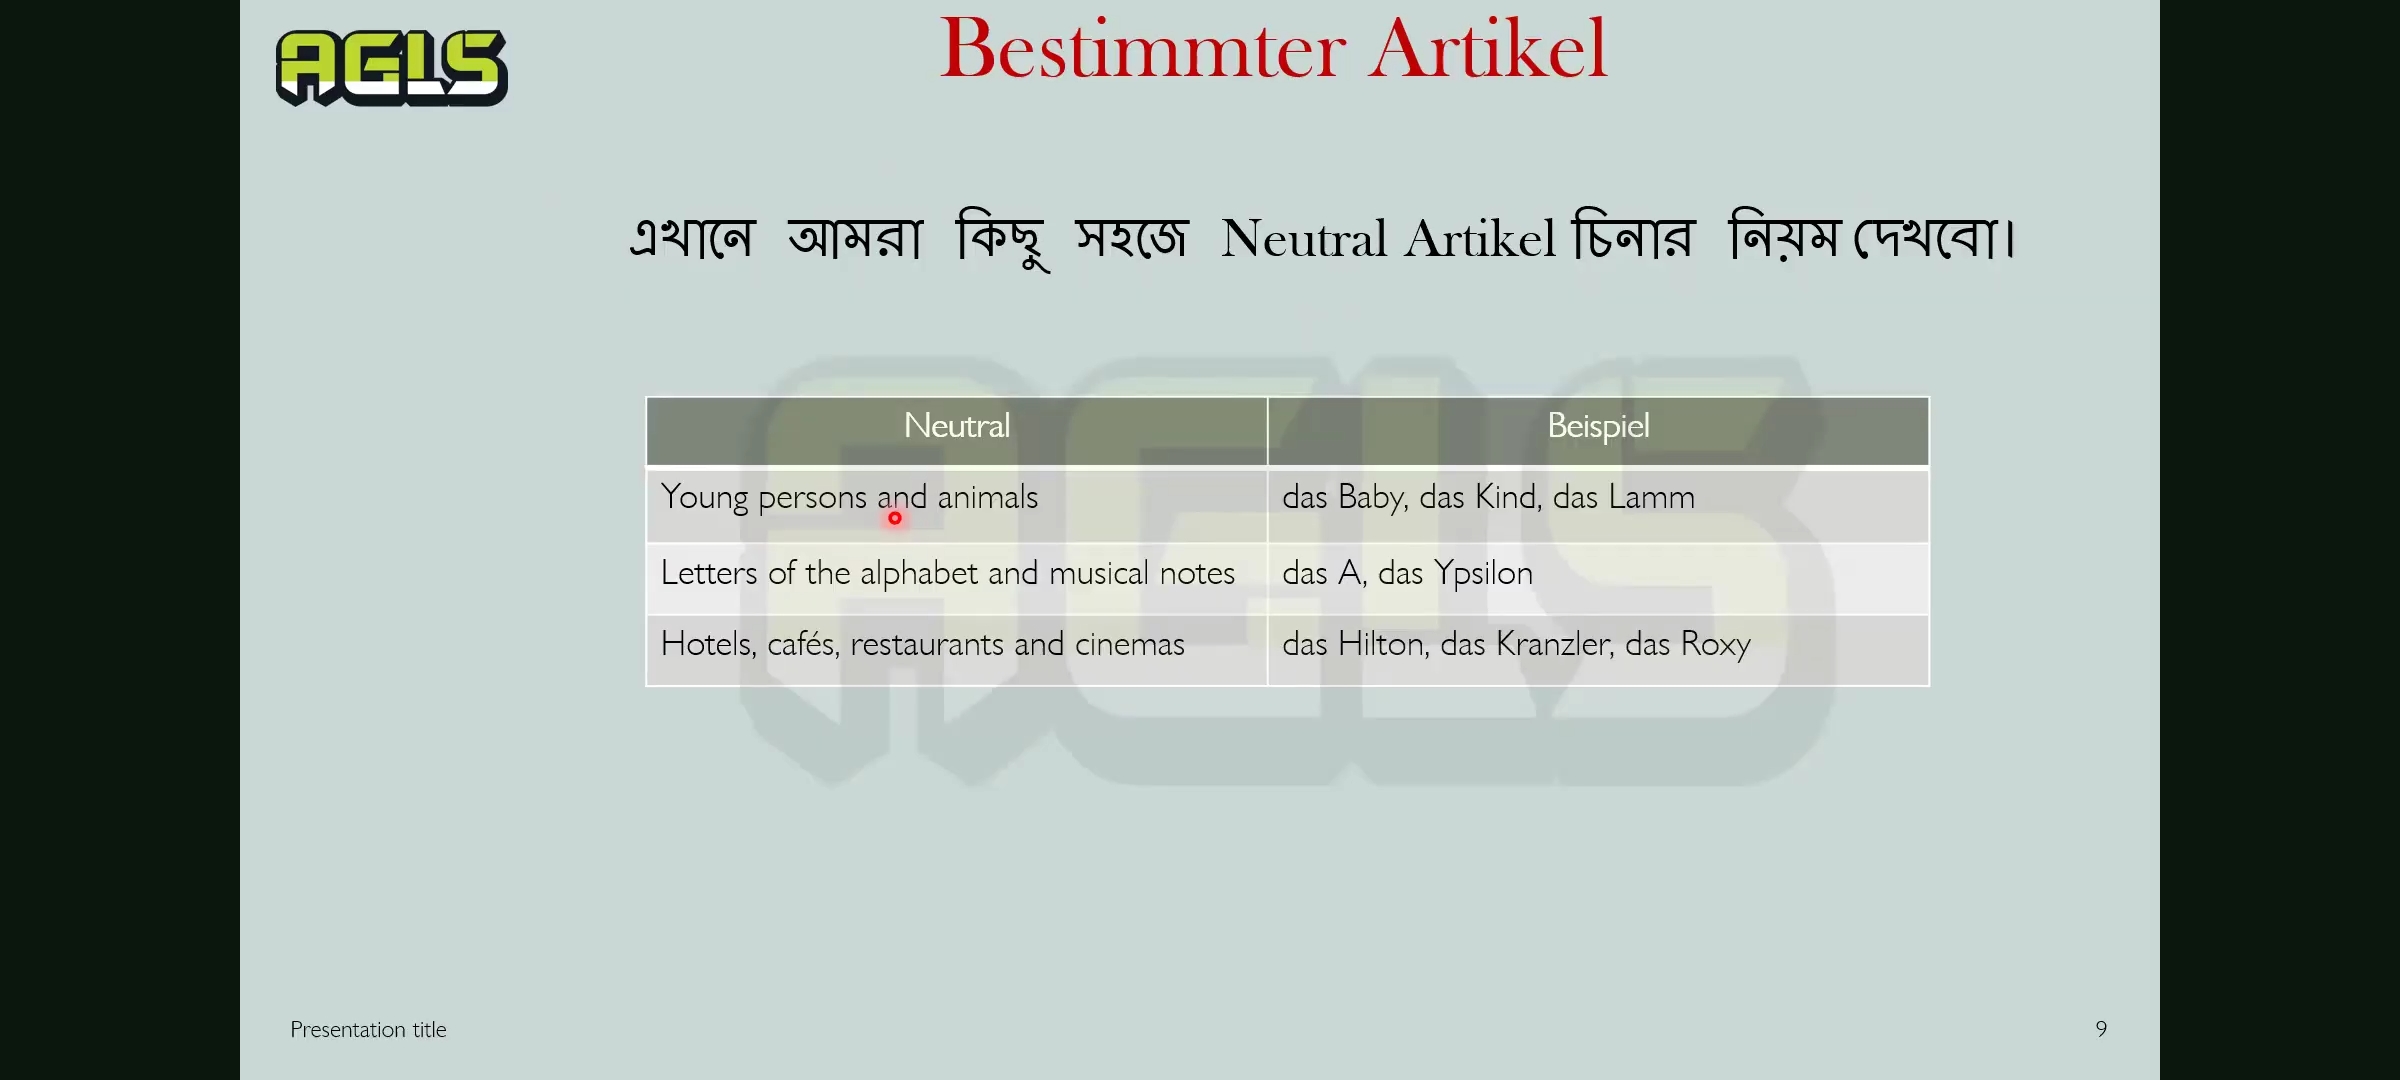 AGLS
Bestimmter Artikel
এখানে আমরা কিছু সহজে Neutral Artikel চিনার নিয়ম দেখবো।
Neutral Beispiel
Young persons and animals das Baby, das Kind, das Lamm
Letters of the alphabet and musical notes das A, das Ypsilon
Hotels, cafés, restaurants and cinemas das Hilton, das Kranzler, das Roxy
AGLS
Presentation title 9